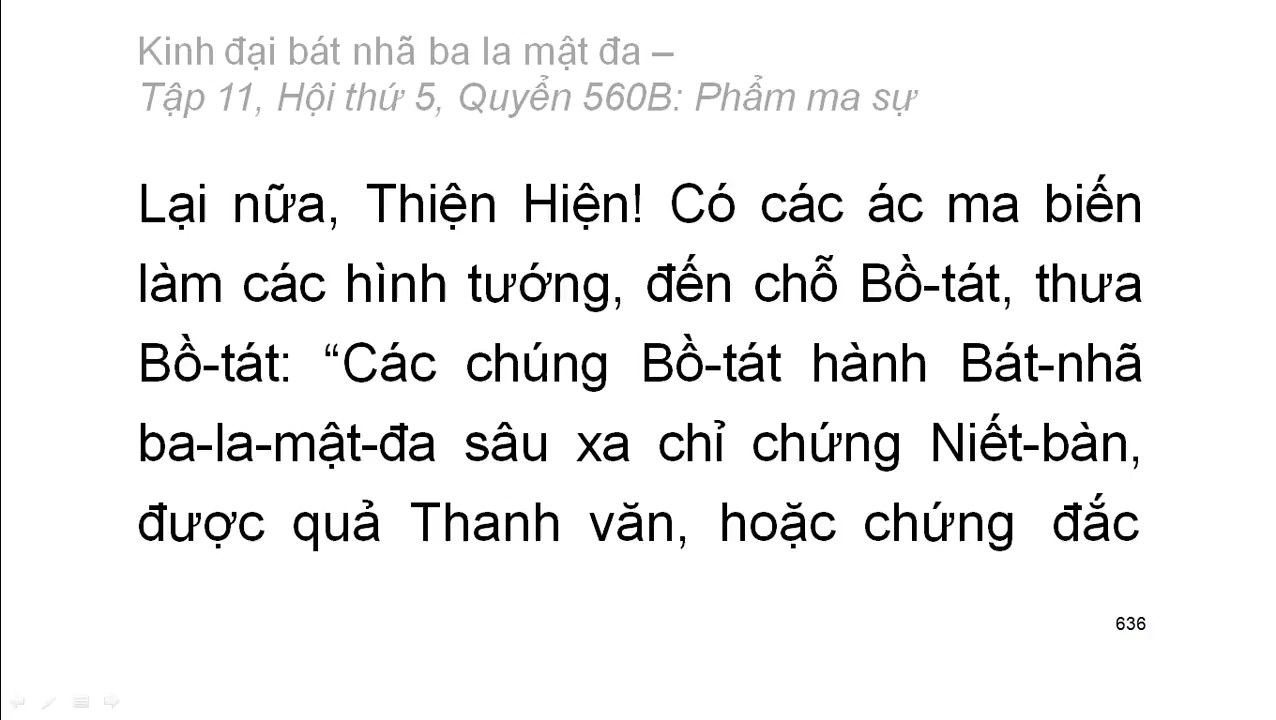 Kinh đại bát nhã ba la mật đa –
Tập 11, Hội thứ 5, Quyển 560B: Phẩm ma sự
Lại nữa, Thiện Hiện! Có các ác ma biến
làm các hình tướng, đến chỗ Bồ-tát, thưa
Bồ-tát: “Các chúng Bồ-tát hành Bát-nhã
ba-la-mật-đa sâu xa chỉ chứng Niết-bàn,
được quả Thanh văn, hoặc chứng đắc
636